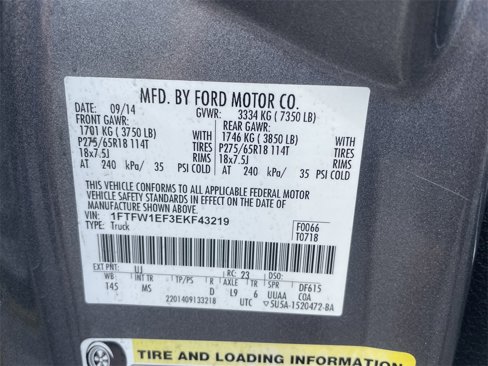 MFD. BY FORD MOTOR CO.
DATE: 09/14 GVWR: 3334 KG ( 7350 LB)
FRONT GAWR: REAR GAWR:
1701 KG ( 3750 LB) WITH 1746 KG ( 3850 LB) WITH
P275/65R18 114T TIRES P275/65R18 114T TIRES
18x7.5J RIMS 18x7.5J RIMS
AT 240 kPa/ 35 PSI COLD AT 240 kPa/ 35 PSI COLD
THIS VEHICLE CONFORMS TO ALL APPLICABLE FEDERAL MOTOR
VEHICLE SAFETY STANDARDS IN EFFECT ON THE DATE OF
MANUFACTURE SHOWN ABOVE.
VIN: 1FTFW1EF3EKF43219 F0066
TYPE: Truck T0718
EXT PNT: UJ RC: 23 DSO:
WB INT TR TP/PS R AXLE TR SPR DF615
145 MS D L9 6 UUAA CDA
2201409133218 UTC 5U5A-1520472-BA
TIRE AND LOADING INFORMATION